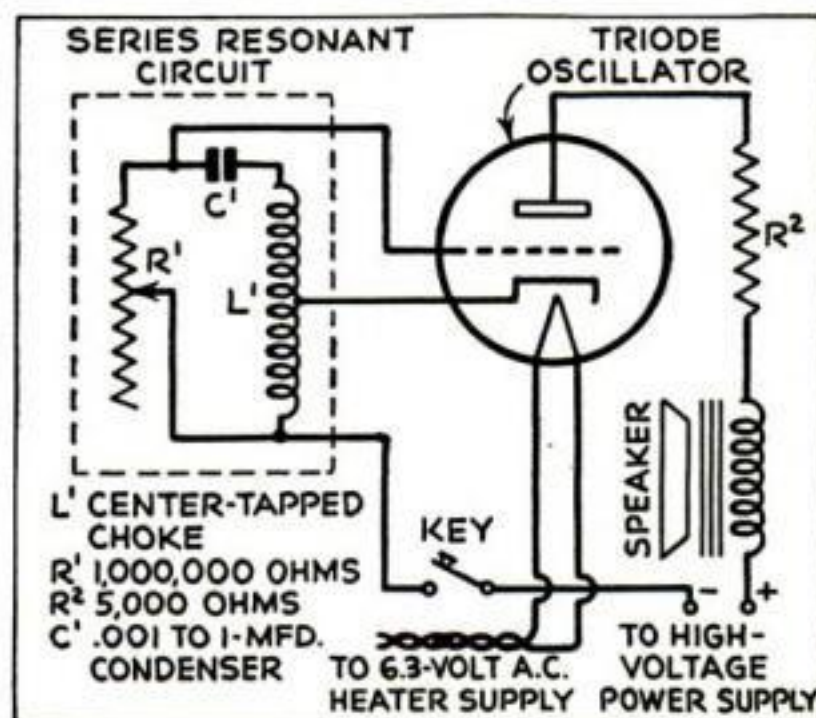 SERIES RESONANT
CIRCUIT
TRIODE
OSCILLATOR
C'
R'
L'
R²
SPEAKER
KEY
- +
L' CENTER-TAPPED
CHOKE
R' 1,000,000 OHMS
R² 5,000 OHMS
C' .001 TO 1-MFD.
CONDENSER
TO 6.3-VOLT A.C.
HEATER SUPPLY
TO HIGH-
VOLTAGE
POWER SUPPLY